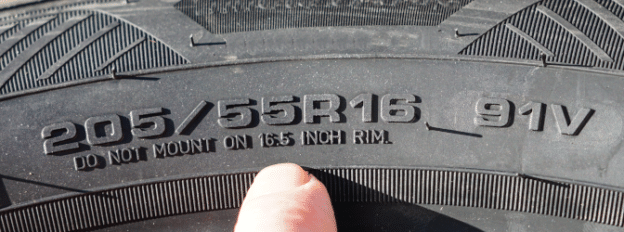 205/55R16 91V
DO NOT MOUNT ON 16.5 INCH RIM.